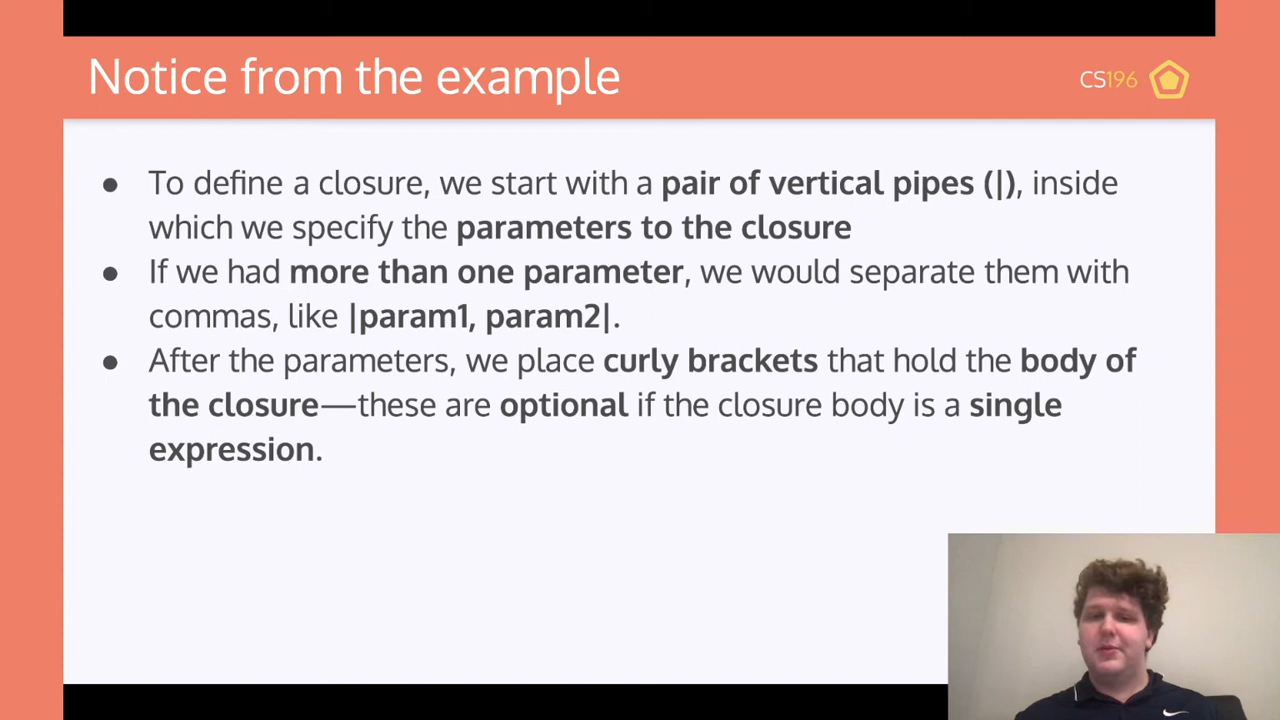 Notice from the example
CS196
● To define a closure, we start with a pair of vertical pipes (|), inside
which we specify the parameters to the closure
● If we had more than one parameter, we would separate them with
commas, like |param1, param2|.
● After the parameters, we place curly brackets that hold the body of
the closure—these are optional if the closure body is a single
expression.